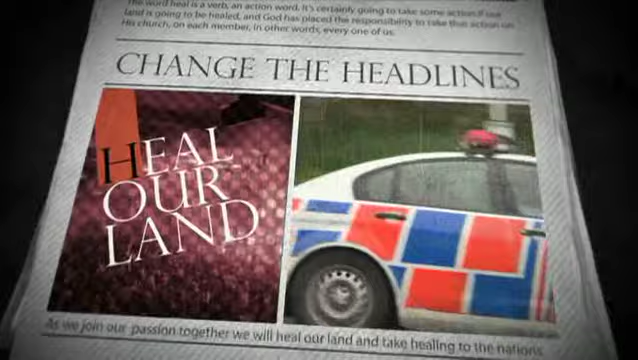 The word heal is a verb, an action word. It's certainly going to take some action if our
land is going to be healed, and God has placed the responsibility to take that action on
His church, on each member, in other words, every one of us.
CHANGE THE HEADLINES
HEAL
OUR
LAND
As we join our passion together we will heal our land and take healing to the nations.